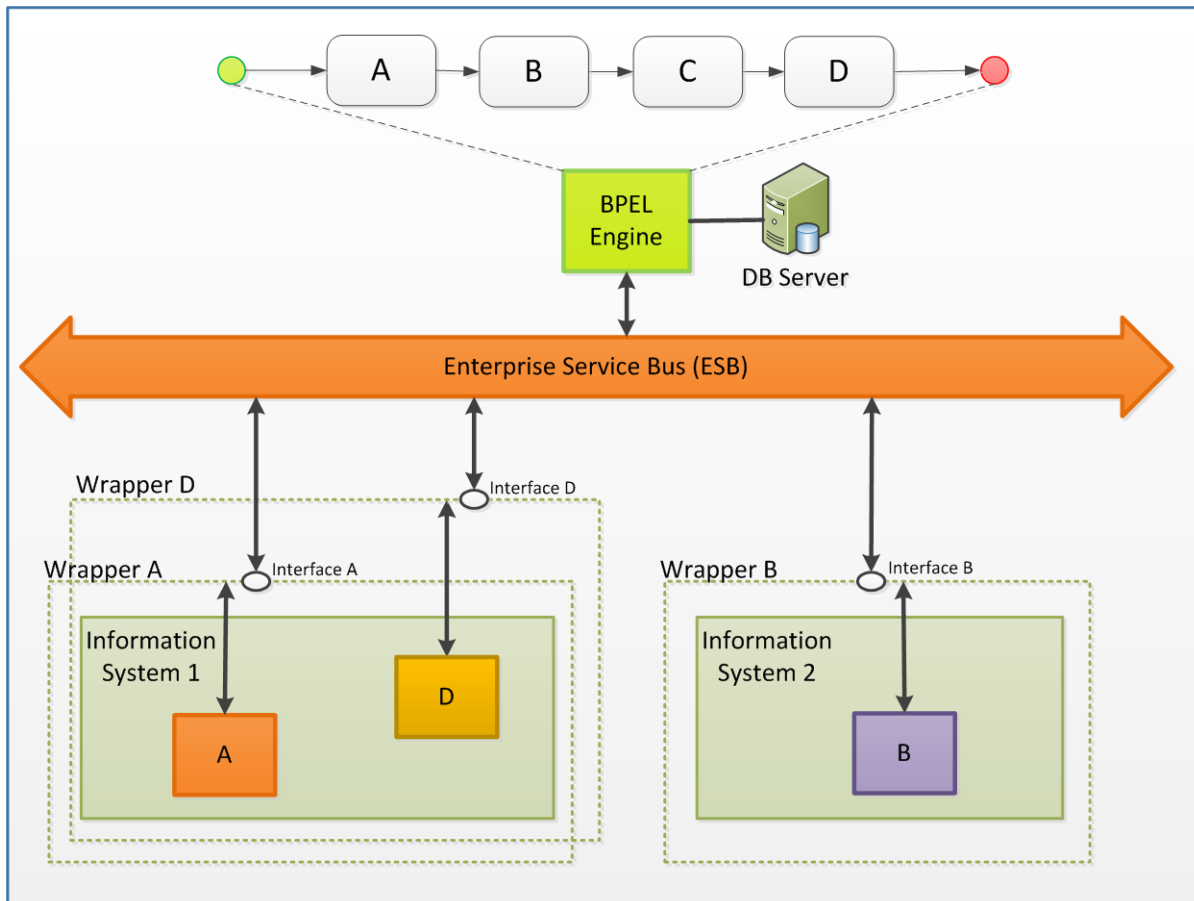 A
B
C
D
BPEL
Engine
DB Server
Enterprise Service Bus (ESB)
Wrapper D
Interface D
Wrapper A
Interface A
Wrapper B
Interface B
Information
System 1
D
A
Information
System 2
B